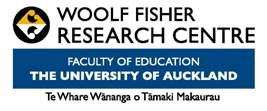 WOOLF FISHER
RESEARCH CENTRE
FACULTY OF EDUCATION
THE UNIVERSITY OF AUCKLAND
Te Whare Wānanga o Tāmaki Makaurau